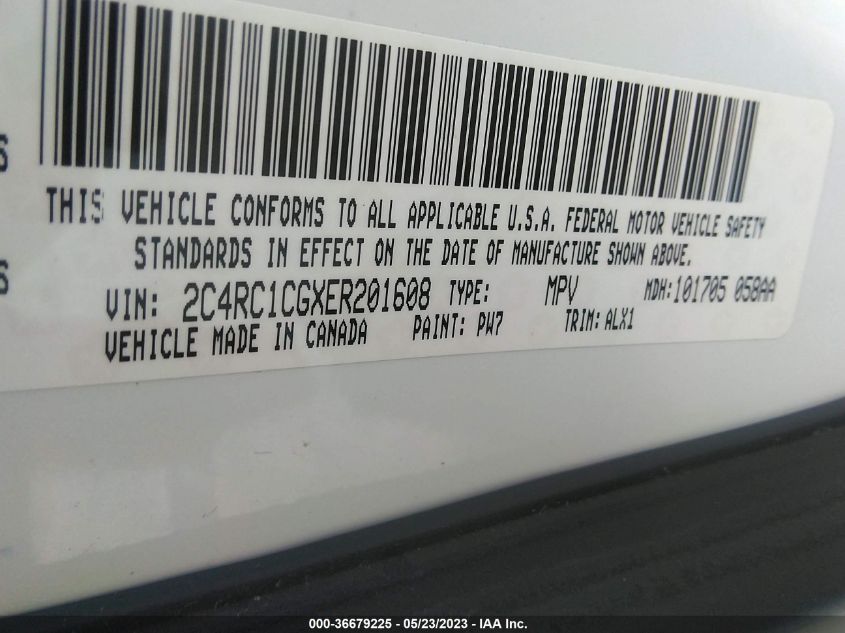 S
THIS VEHICLE CONFORMS TO ALL APPLICABLE U.S.A. FEDERAL MOTOR VEHICLE SAFETY
STANDARDS IN EFFECT ON THE DATE OF MANUFACTURE SHOWN ABOVE.
S
VIN: 2C4RC1CGXER201608 TYPE: MPV MDH: 101705 058AA
VEHICLE MADE IN CANADA PAINT: PW7 TRIM: ALX1
000-36679225 - 05/23/2023 - IAA Inc.